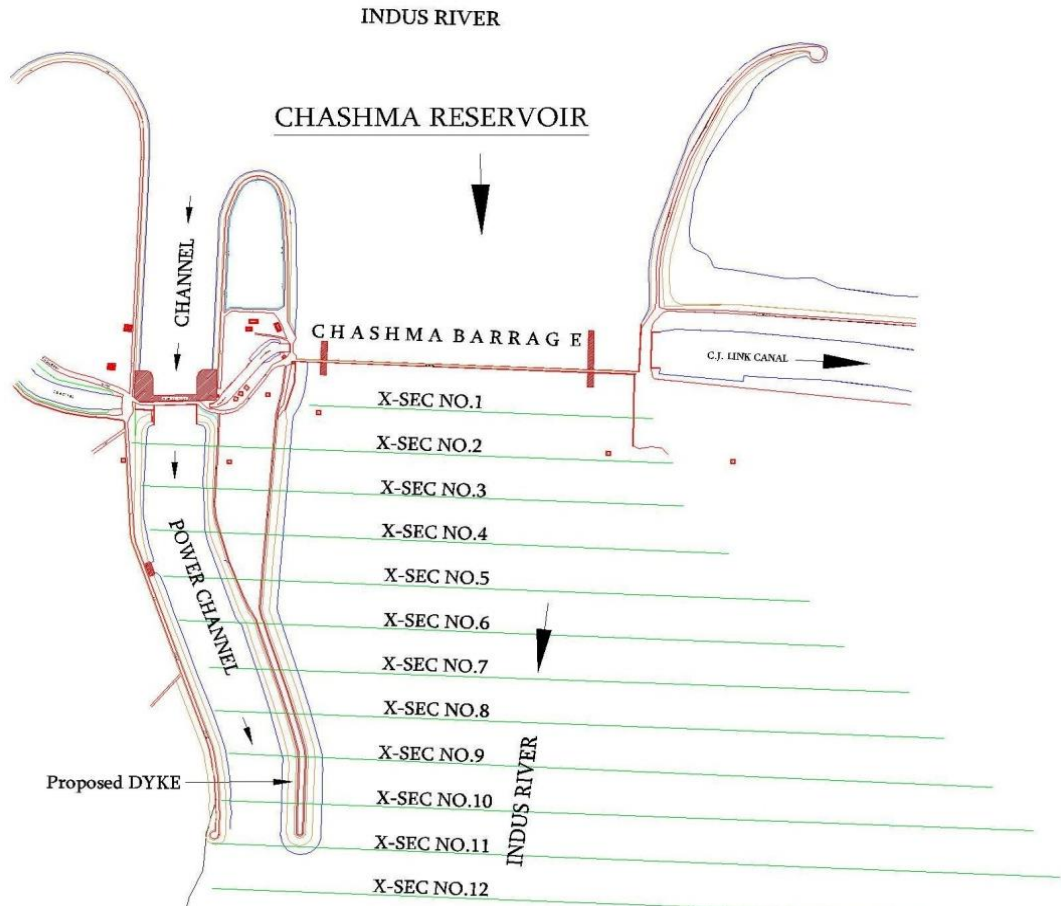 INDUS RIVER
CHASHMA RESERVOIR
CHANNEL
CHASHMA BARRAGE
C.J. LINK CANAL
X-SEC NO.1
X-SEC NO.2
X-SEC NO.3
X-SEC NO.4
X-SEC NO.5
POWER CHANNEL
X-SEC NO.6
X-SEC NO.7
X-SEC NO.8
X-SEC NO.9
INDUS RIVER
Proposed DYKE
X-SEC NO.10
X-SEC NO.11
X-SEC NO.12